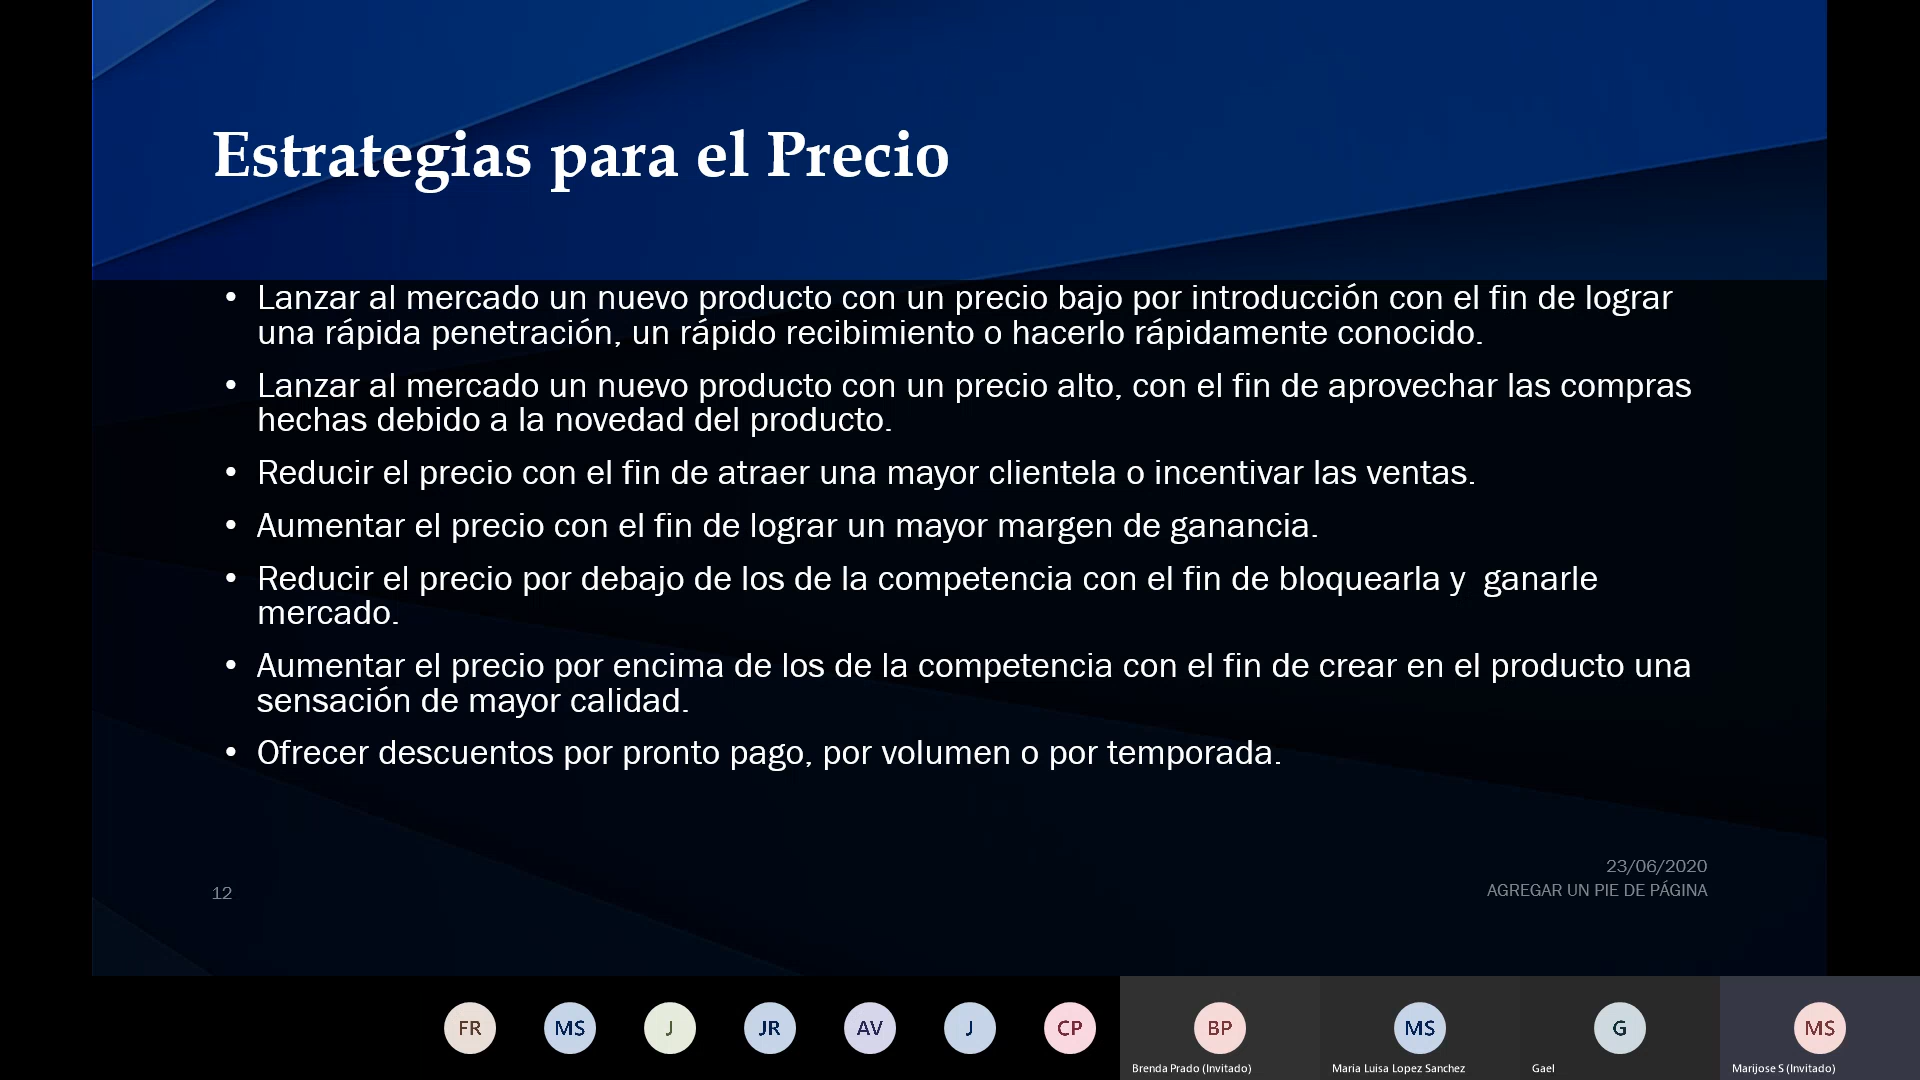 Estrategias para el Precio
• Lanzar al mercado un nuevo producto con un precio bajo por introducción con el fin de lograr
una rápida penetración, un rápido recibimiento o hacerlo rápidamente conocido.
• Lanzar al mercado un nuevo producto con un precio alto, con el fin de aprovechar las compras
hechas debido a la novedad del producto.
• Reducir el precio con el fin de atraer una mayor clientela o incentivar las ventas.
• Aumentar el precio con el fin de lograr un mayor margen de ganancia.
• Reducir el precio por debajo de los de la competencia con el fin de bloquearla y  ganarle
mercado.
• Aumentar el precio por encima de los de la competencia con el fin de crear en el producto una
sensación de mayor calidad.
• Ofrecer descuentos por pronto pago, por volumen o por temporada.
23/06/2020
12
AGREGAR UN PIE DE PÁGINA
FR MS J JR AV J CP BP MS G MS
Brenda Prado (Invitado) Maria Luisa Lopez Sanchez Gael Marijose S (Invitado)